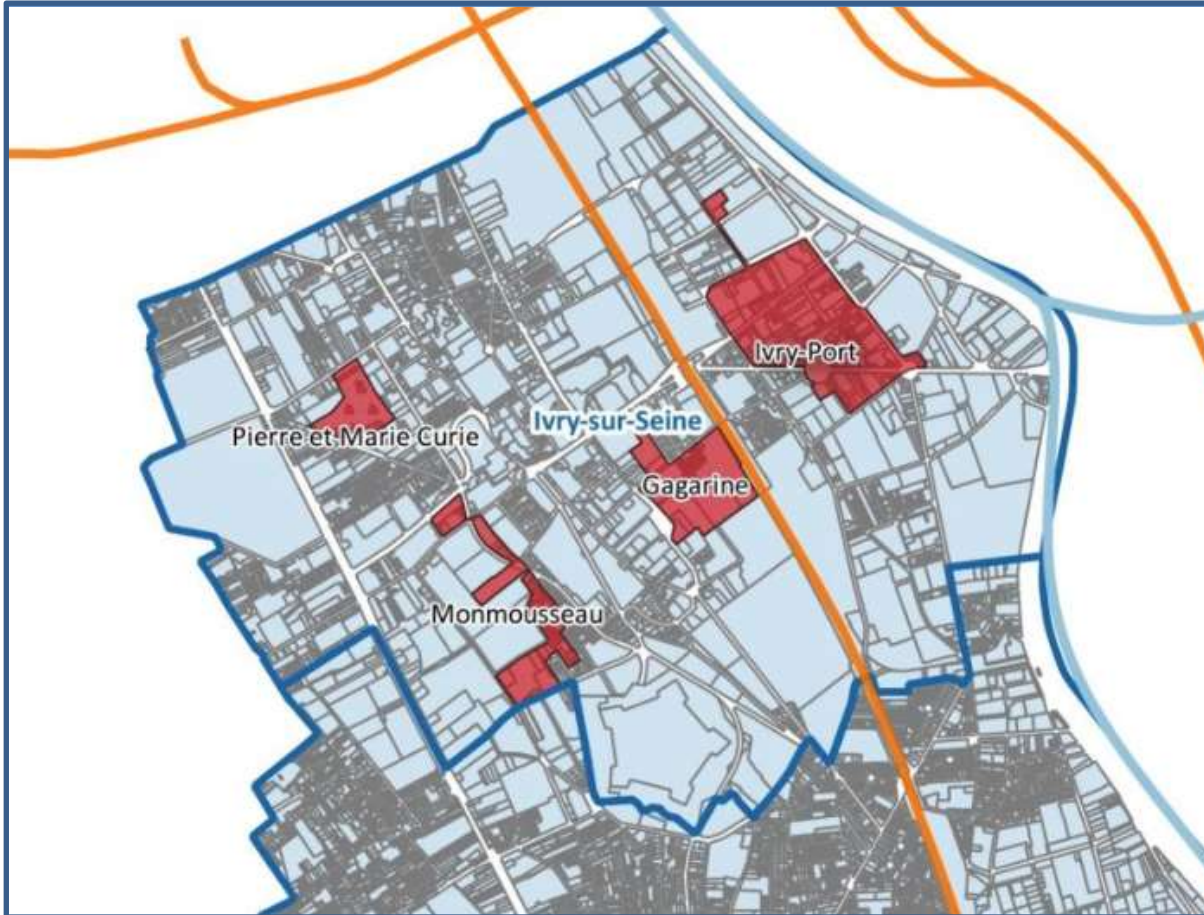 Ivry-Port
Ivry-sur-Seine
Pierre et Marie Curie
Gagarine
Monmousseau